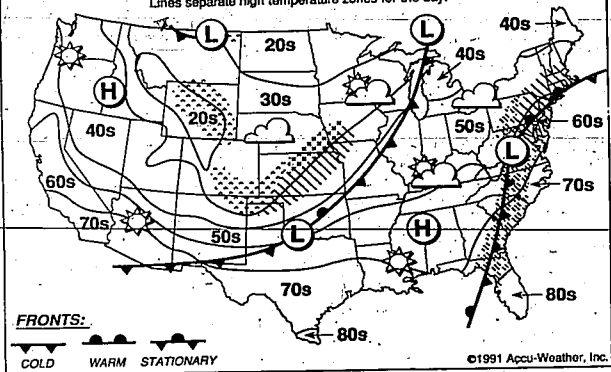 Lines separate high temperature zones for the day.
L
L
20s
40s
40s
H
30s
20s
40s
50s
60s
L
60s
70s
70s
50s
L
H
70s
80s
80s
FRONTS:
COLD WARM STATIONARY
©1991 Accu-Weather, Inc.